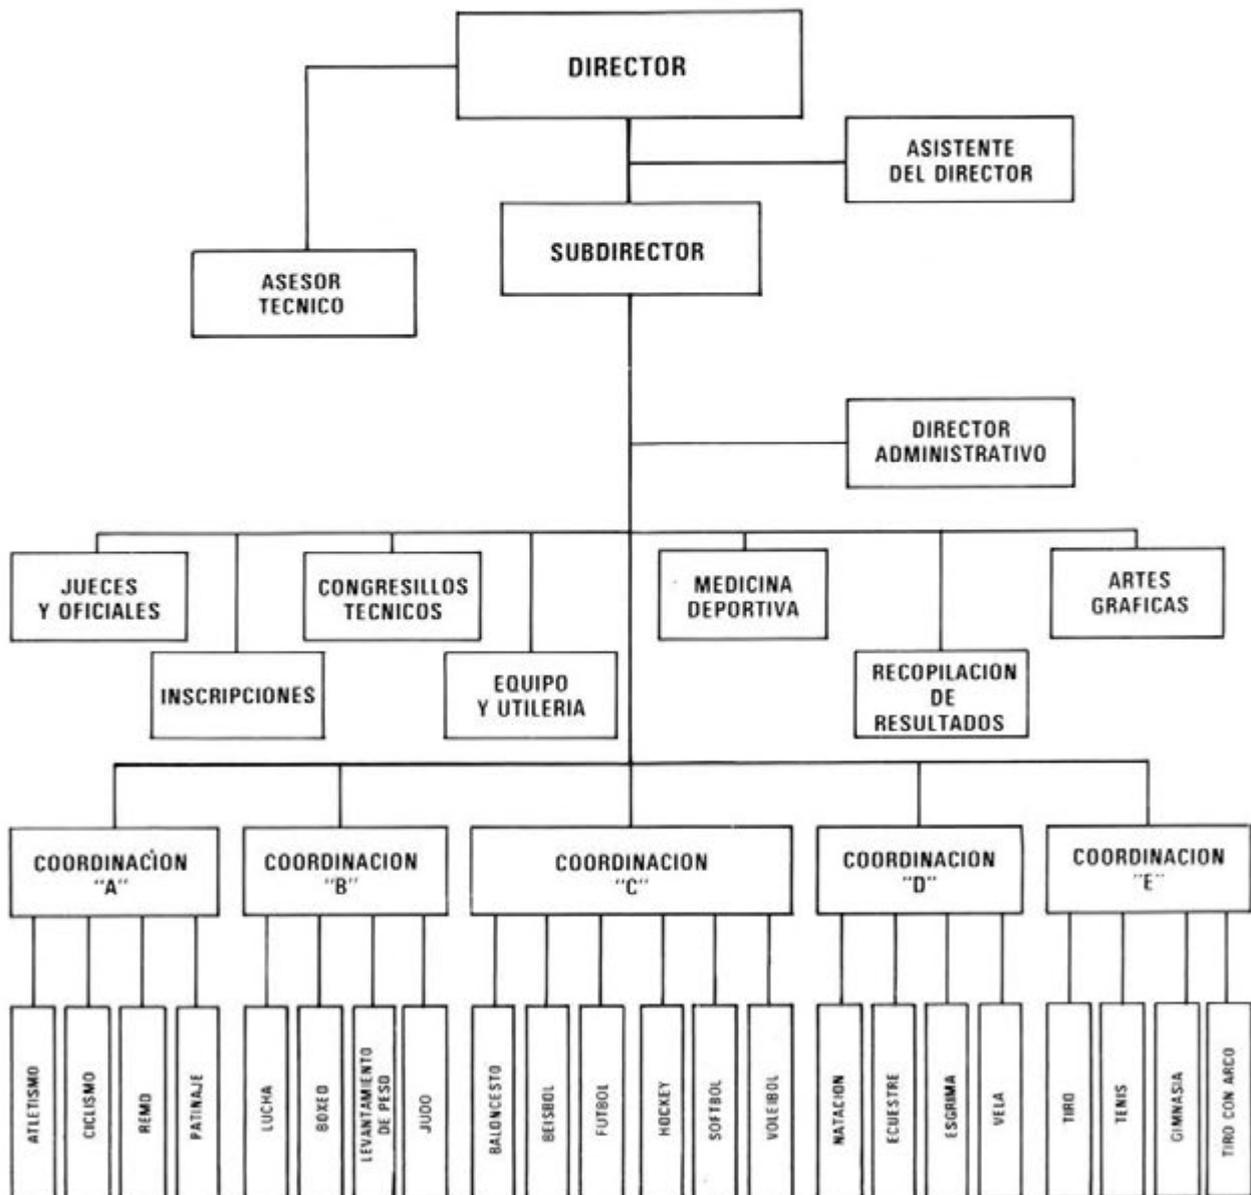 DIRECTOR
ASISTENTE
DEL DIRECTOR
SUBDIRECTOR
ASESOR
TECNICO
DIRECTOR
ADMINISTRATIVO
JUECES
Y OFICIALES
CONGRESILLOS
TECNICOS
MEDICINA
DEPORTIVA
ARTES
GRAFICAS
INSCRIPCIONES
EQUIPO
Y UTILERIA
RECOPILACION
DE
RESULTADOS
COORDINACION
"A"
COORDINACION
"B"
COORDINACION
"C"
COORDINACION
"D"
COORDINACION
"E"
ATLETISMO
CICLISMO
REMO
PATINAJE
LUCHA
BOXEO
LEVANTAMIENTO
DE PESO
JUDO
BALONCESTO
BEISBOL
FUTBOL
HOCKEY
SOFTBOL
VOLEIBOL
NATACION
ECUESTRE
ESGRIMA
VELA
TIRO
TENIS
GIMNASIA
TIRO CON ARCO